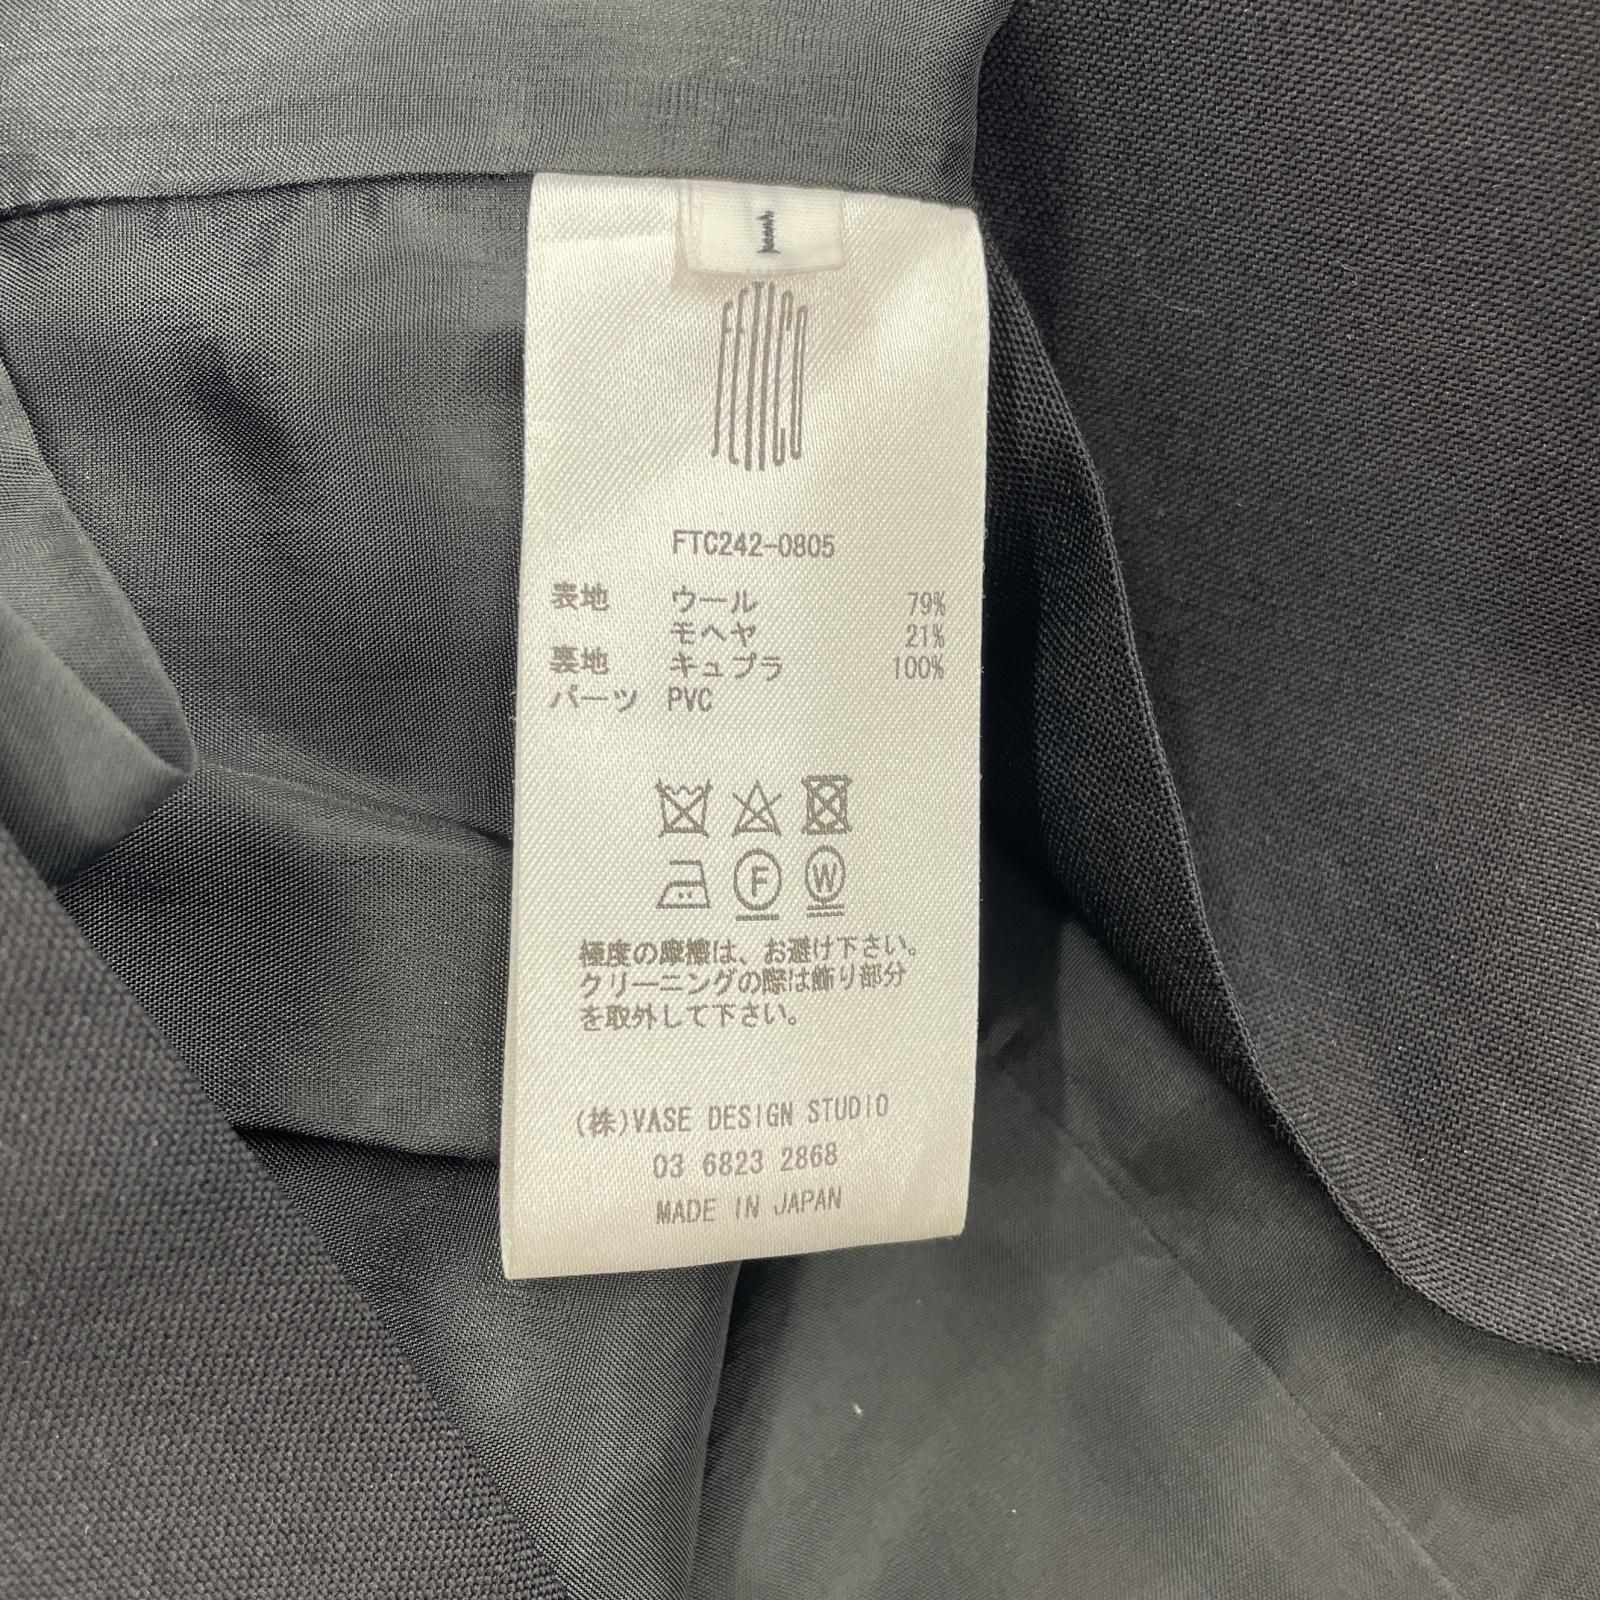 1
FETICO
FTC242-0805
表地 ウール 79%
モヘヤ 21%
裏地 キュプラ 100%
パーツ PVC
F W
極度の摩擦は、お避け下さい。
クリーニングの際は飾り部分
を取外して下さい。
(株)VASE DESIGN STUDIO
03 6823 2868
MADE IN JAPAN